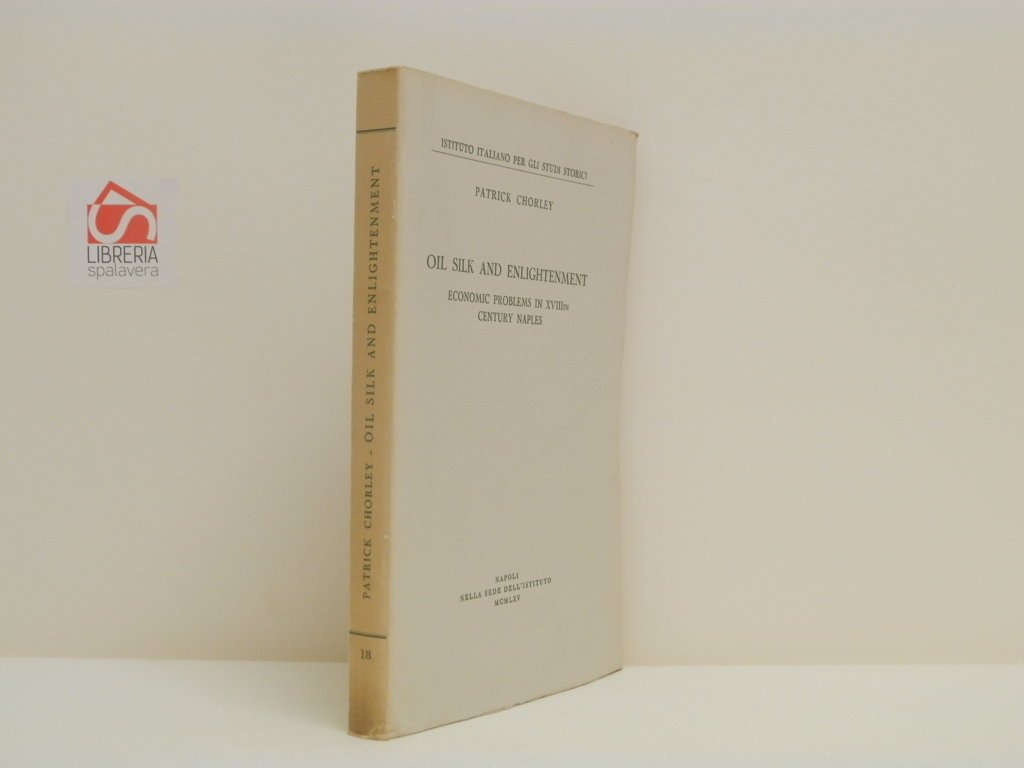 LIBRERIA
spalavera
PATRICK CHORLEY - OIL SILK AND ENLIGHTENMENT
18
ISTITUTO ITALIANO PER GLI STUDI STORICI
PATRICK CHORLEY
OIL SILK AND ENLIGHTENMENT
ECONOMIC PROBLEMS IN XVIIITH
CENTURY NAPLES
NAPOLI
NELLA SEDE DELL'ISTITUTO
MCMLXV